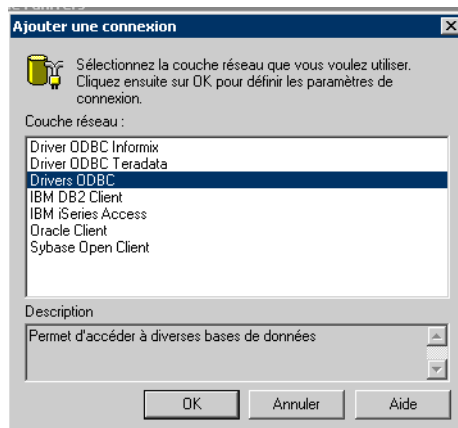 Ajouter une connexion
Sélectionnez la couche réseau que vous voulez utiliser.
Cliquez ensuite sur OK pour définir les paramètres de
connexion.
Couche réseau :
Driver ODBC Informix
Driver ODBC Teradata
Drivers ODBC
IBM DB2 Client
IBM iSeries Access
Oracle Client
Sybase Open Client
Description
Permet d'accéder à diverses bases de données
OK
Annuler
Aide